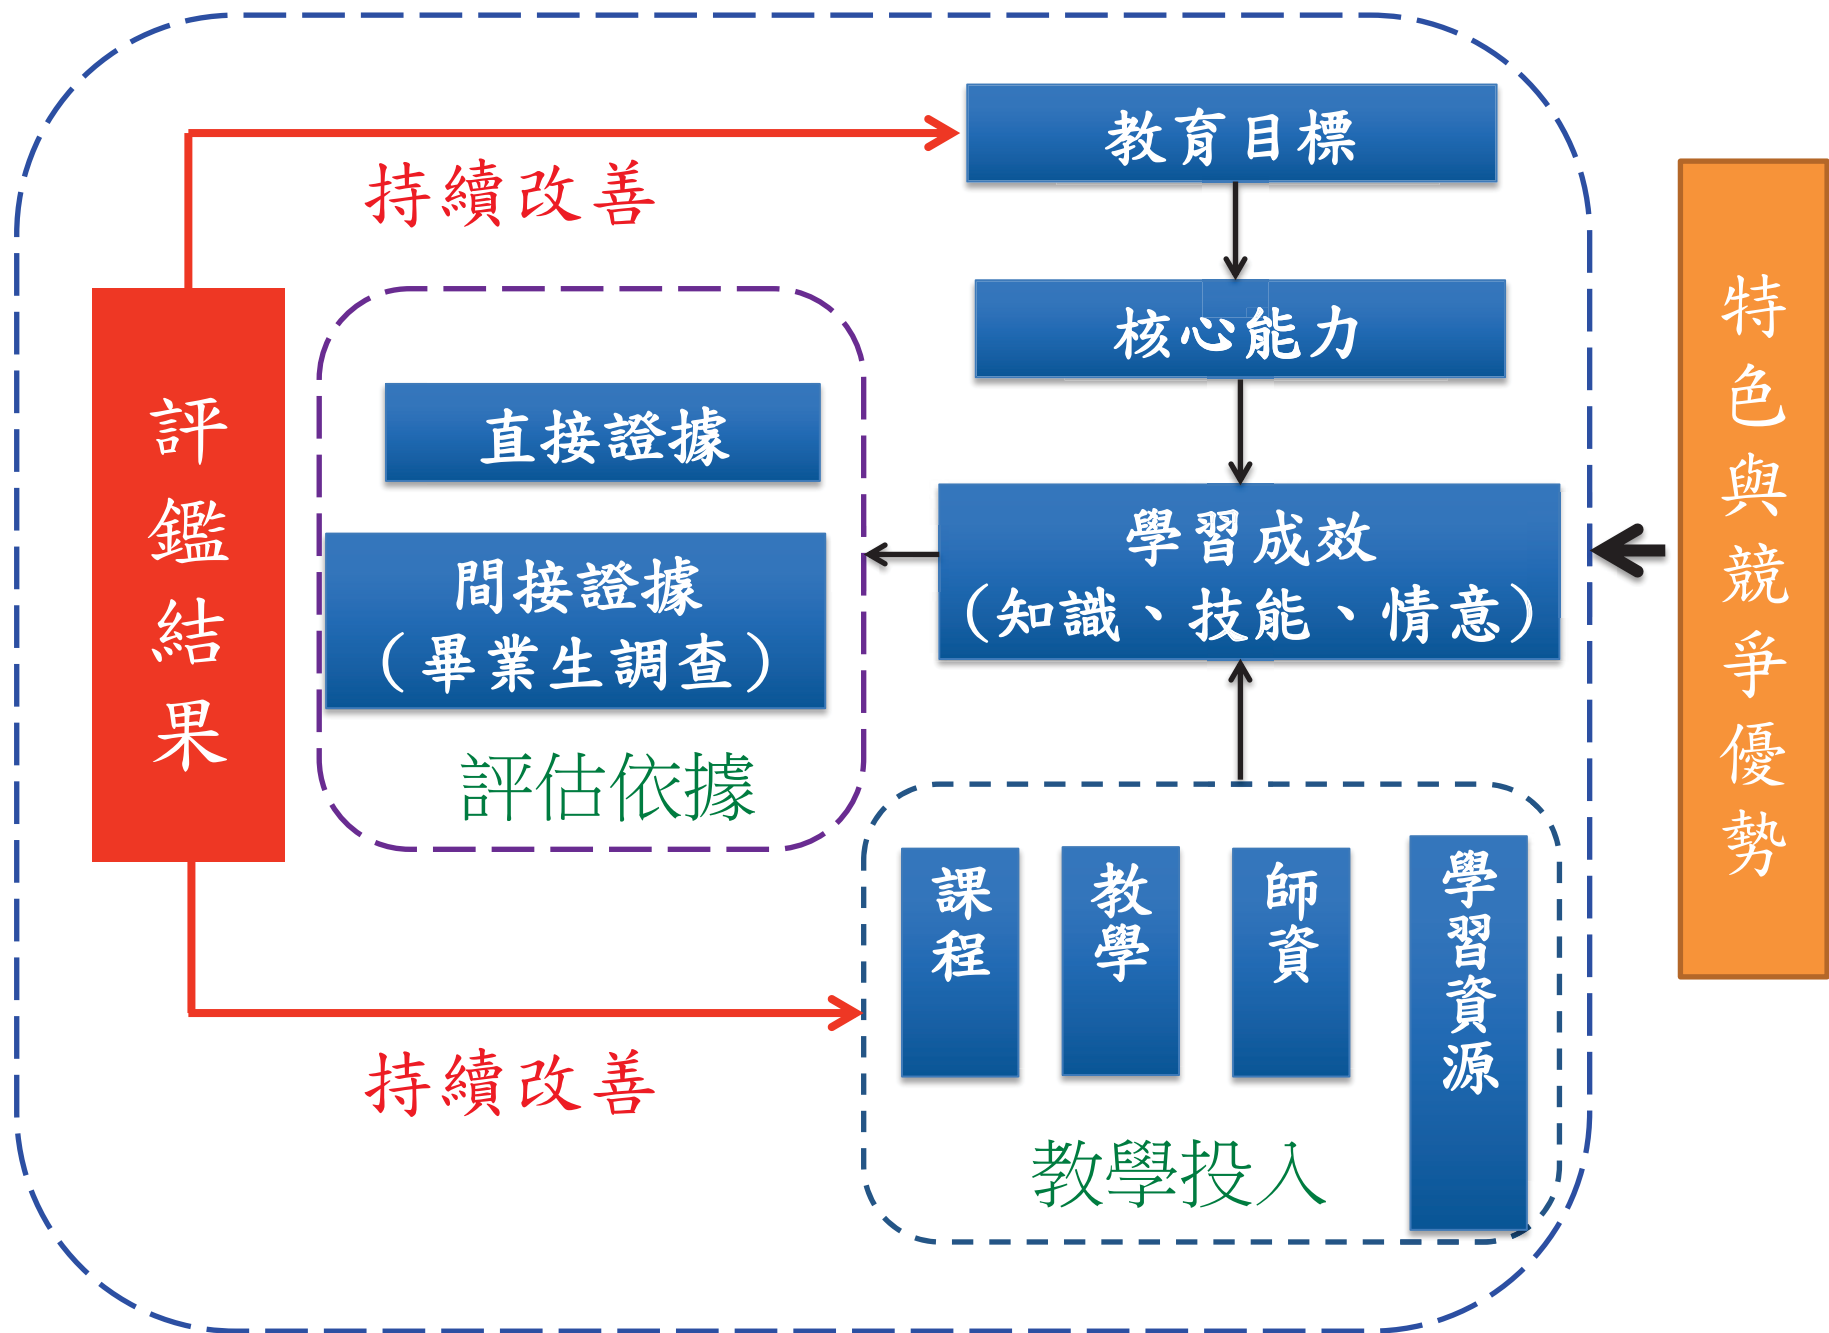 教育目標
持續改善
核心能力
特色與競爭優勢
評鑑結果
直接證據
學習成效
（知識、技能、情意）
間接證據
（畢業生調查）
評估依據
課程
教學
師資
學習資源
持續改善
教學投入